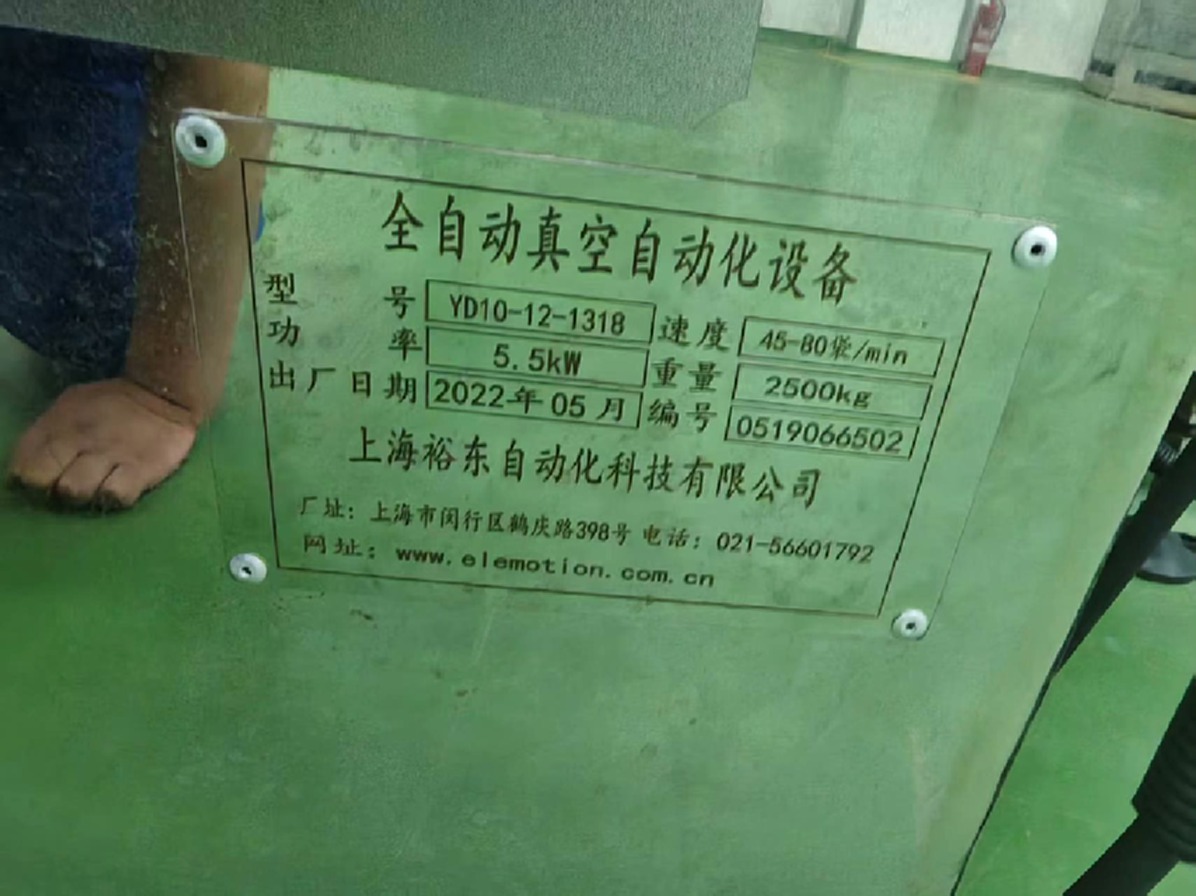 全自动真空自动化设备
型号 YD10-12-1318 速度 45-80袋/min
功率 5.5kW 重量 2500kg
出厂日期 2022年05月 编号 0519066502
上海裕东自动化科技有限公司
厂址：上海市闵行区鹤庆路398号 电话：021-56601792
网址：www.elemotion.com.cn